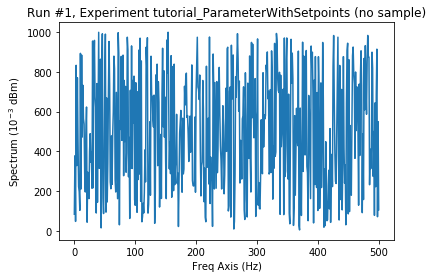 Run #1, Experiment tutorial_ParameterWithSetpoints (no sample)
1000
800
600
400
200
0
Spectrum (10⁻³ dBm)
0 100 200 300 400 500
Freq Axis (Hz)